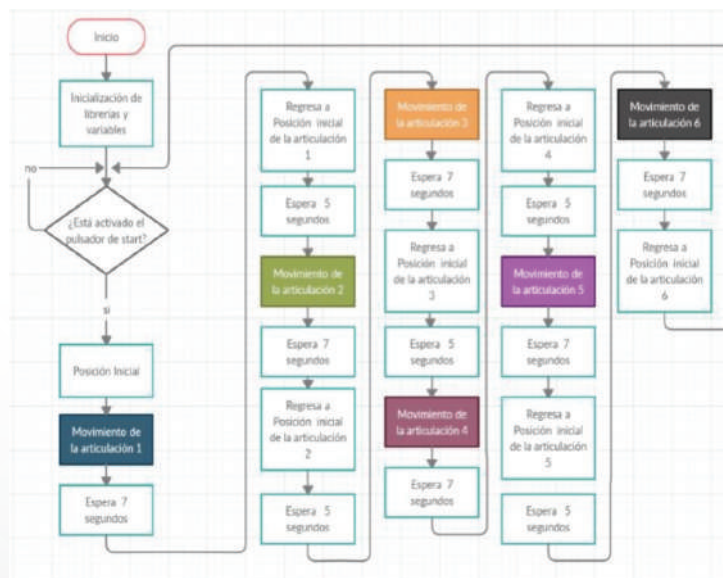 Inicio
Inicialización de
librerías y
variables
no
¿Está activado el
pulsador de start?
si
Posición Inicial
Movimiento de
la articulación 1
Espera 7
segundos
Regresa a
Posición inicial
de la articulación
1
Espera 5
segundos
Movimiento de
la articulación 2
Espera 7
segundos
Regresa a
Posición inicial
de la articulación
2
Espera 5
segundos
Movimiento de
la articulación 3
Espera 7
segundos
Regresa a
Posición inicial
de la articulación
3
Espera 5
segundos
Movimiento de
la articulación 4
Espera 7
segundos
Regresa a
Posición inicial
de la articulación
4
Espera 5
segundos
Movimiento de
la articulación 5
Espera 7
segundos
Regresa a
Posición inicial
de la articulación
5
Espera 5
segundos
Movimiento de
la articulación 6
Espera 7
segundos
Regresa a
Posición inicial
de la articulación
6